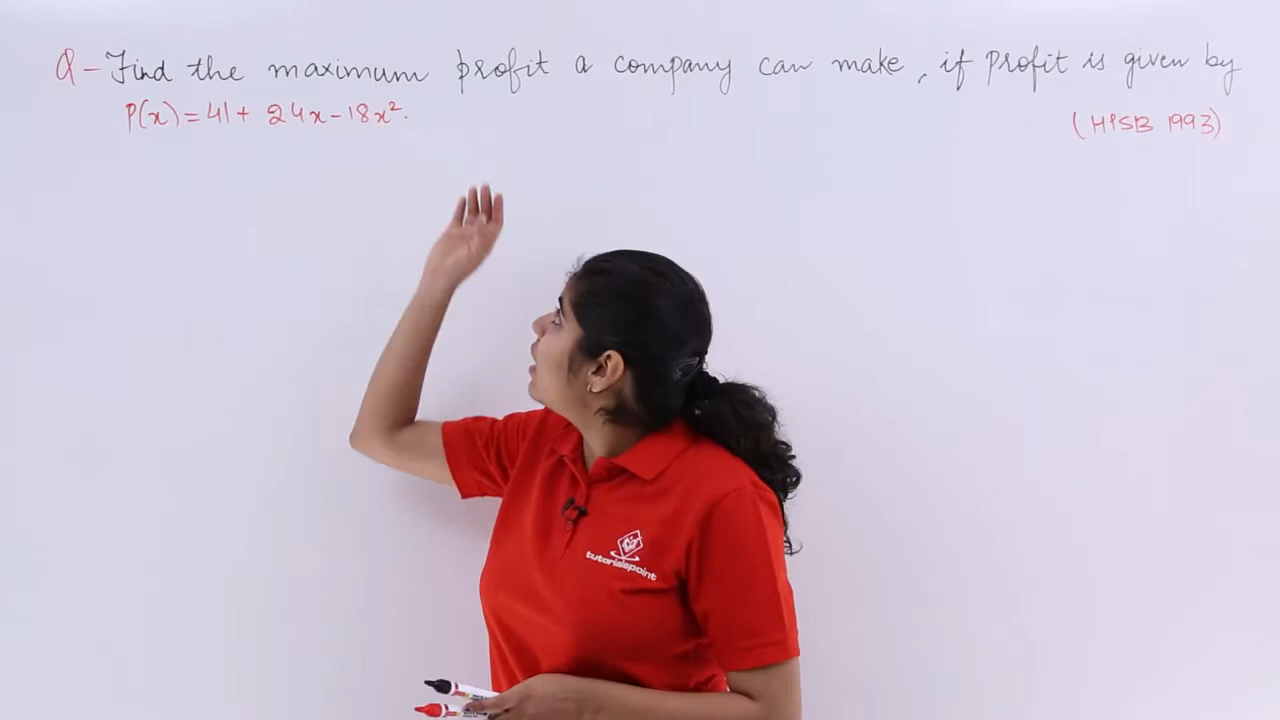 Q- Find the maximum profit a company can make, if Profit is given by
P(x) = 41 + 24x - 18x².
(HPSB 1993)
tutorialspoint